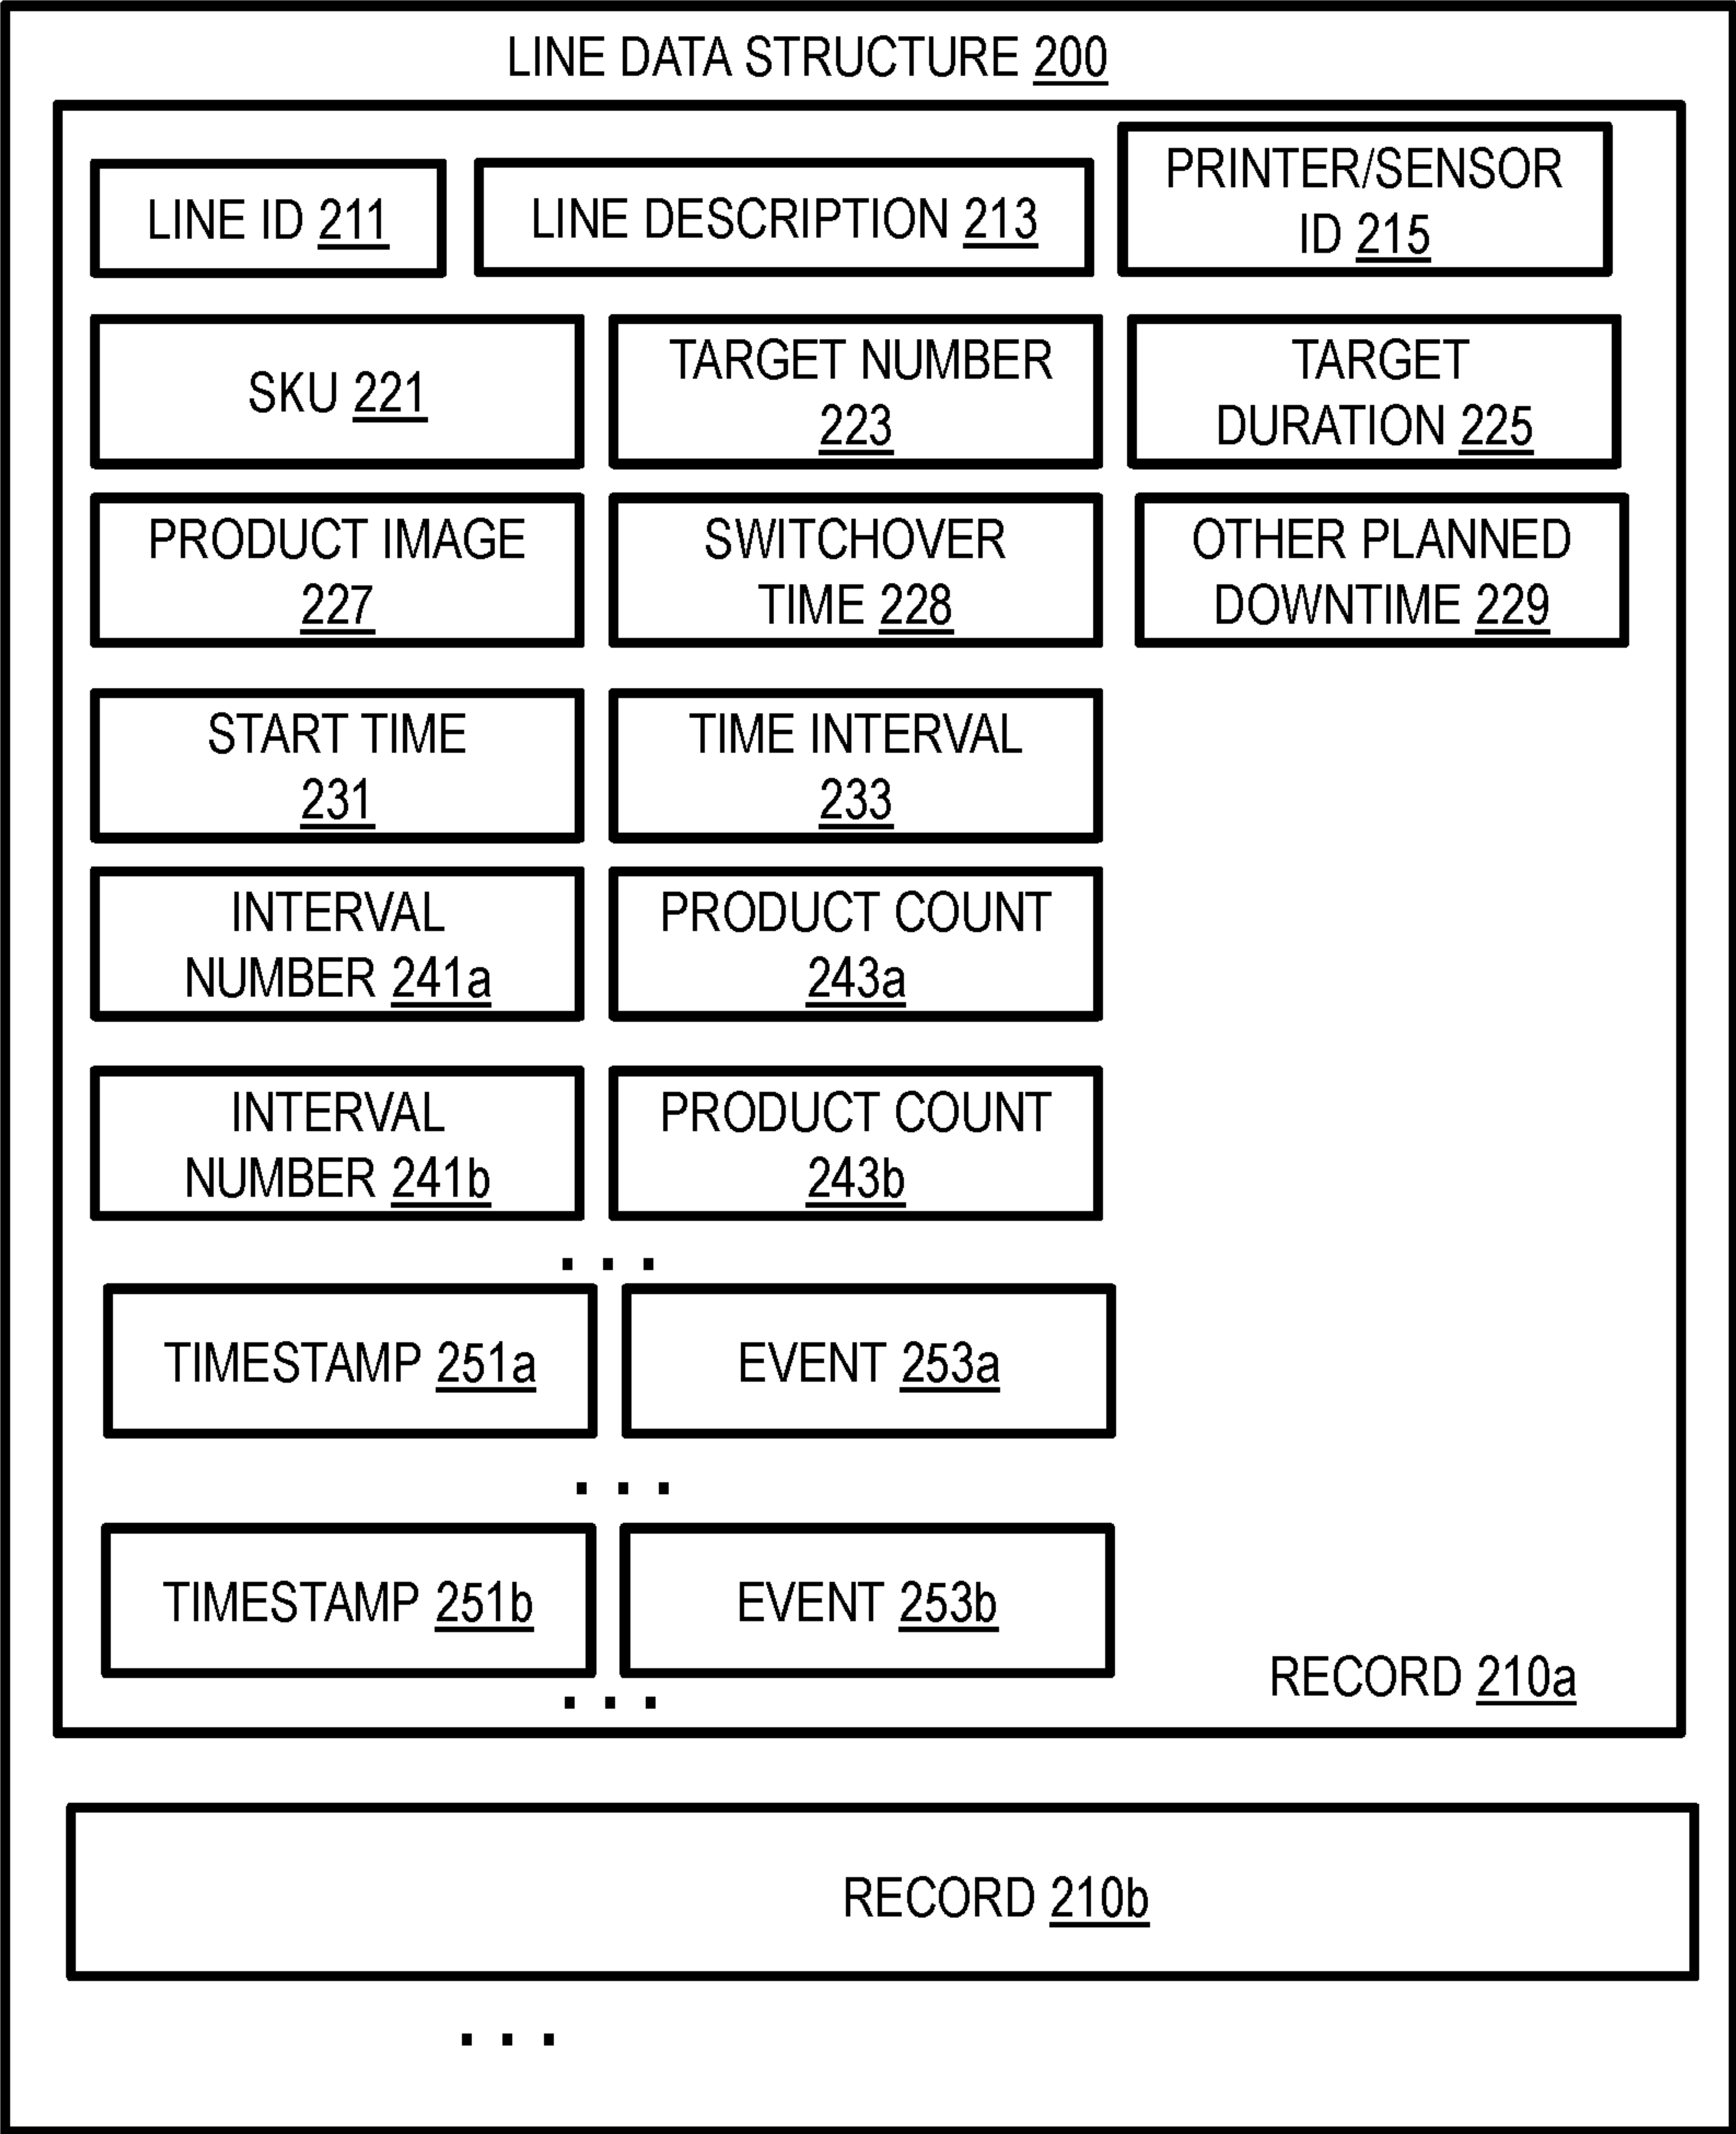 LINE DATA STRUCTURE 200
LINE ID 211
LINE DESCRIPTION 213
PRINTER/SENSOR
ID 215
SKU 221
TARGET NUMBER
223
TARGET
DURATION 225
PRODUCT IMAGE
227
SWITCHOVER
TIME 228
OTHER PLANNED
DOWNTIME 229
START TIME
231
TIME INTERVAL
233
INTERVAL
NUMBER 241a
PRODUCT COUNT
243a
INTERVAL
NUMBER 241b
PRODUCT COUNT
243b
. . .
TIMESTAMP 251a
EVENT 253a
. . .
TIMESTAMP 251b
EVENT 253b
. . .
RECORD 210a
RECORD 210b
. . .